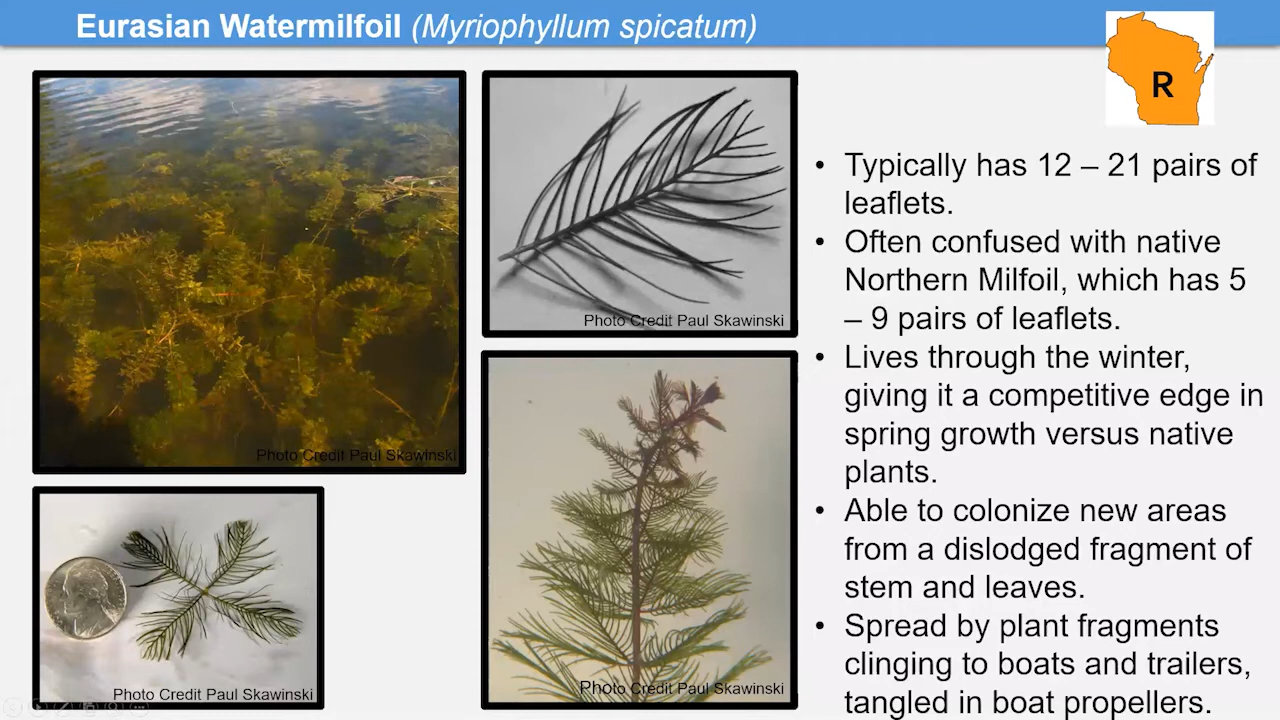 Eurasian Watermilfoil (Myriophyllum spicatum)
R
Photo Credit Paul Skawinski
Photo Credit Paul Skawinski
Photo Credit Paul Skawinski
Photo Credit Paul Skawinski
• Typically has 12 – 21 pairs of
leaflets.
• Often confused with native
Northern Milfoil, which has 5
– 9 pairs of leaflets.
• Lives through the winter,
giving it a competitive edge in
spring growth versus native
plants.
• Able to colonize new areas
from a dislodged fragment of
stem and leaves.
• Spread by plant fragments
clinging to boats and trailers,
tangled in boat propellers.